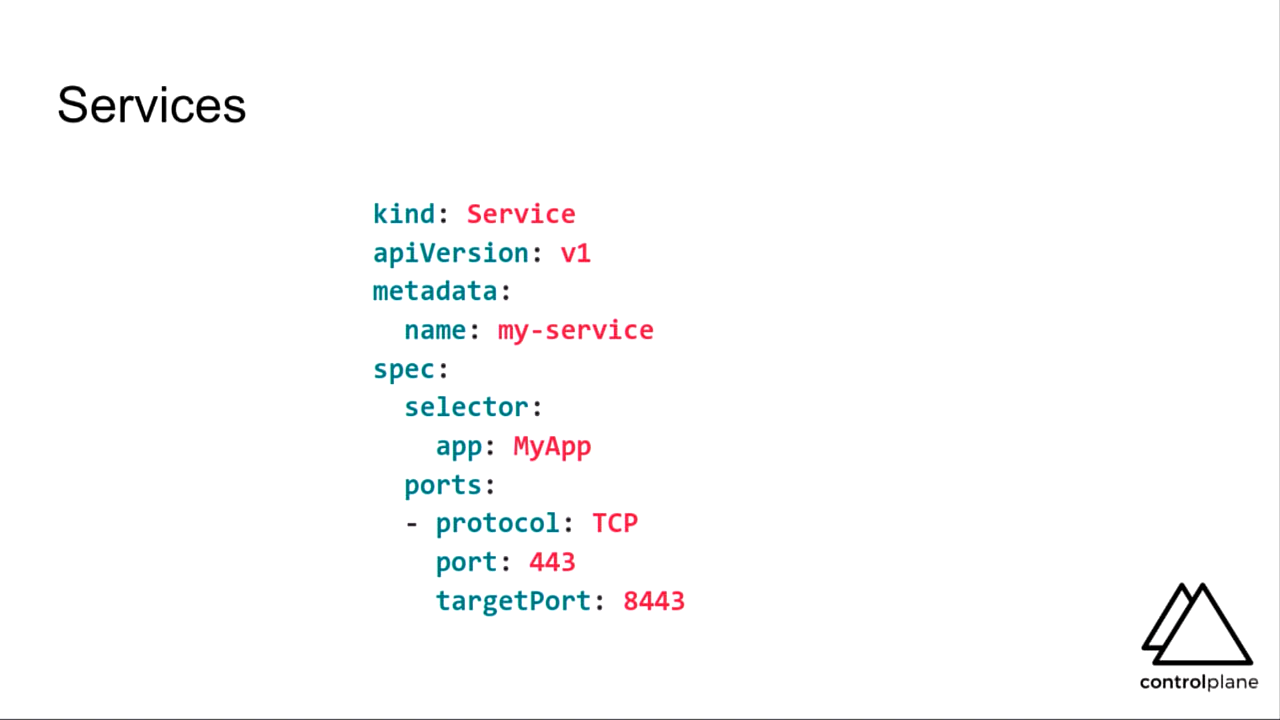 Services
kind: Service
apiVersion: v1
metadata:
  name: my-service
spec:
  selector:
    app: MyApp
  ports:
  - protocol: TCP
    port: 443
    targetPort: 8443
controlplane